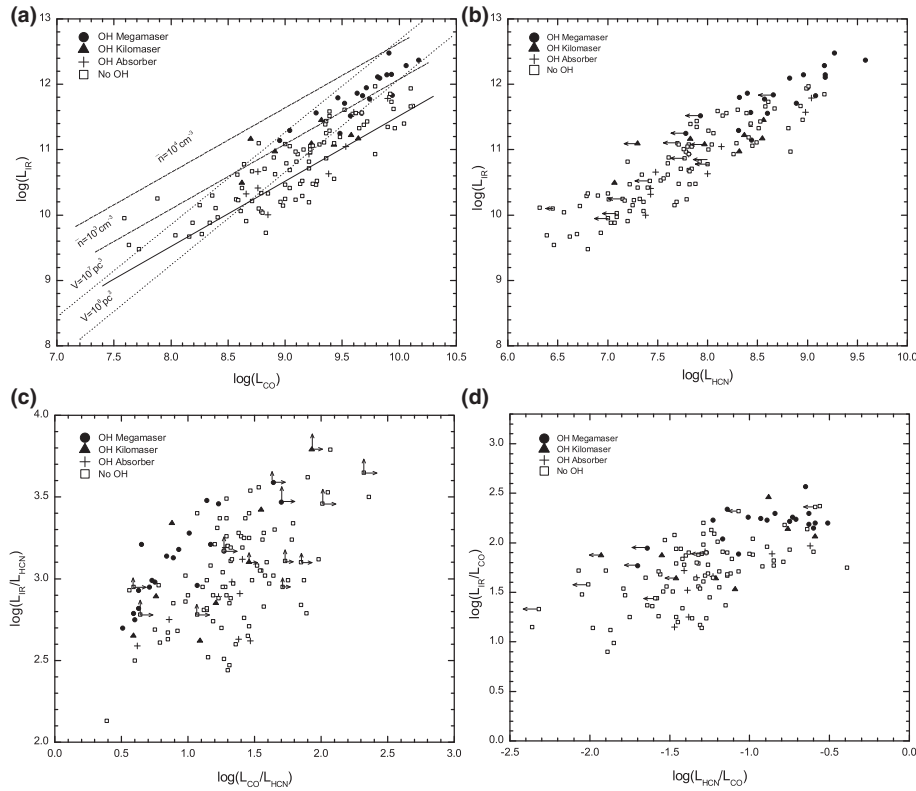 (a)
OH Megamaser
OH Kilomaser
OH Absorber
No OH
n̄=10⁴cm⁻³
n̄=10³cm⁻³
V=10⁷pc³
V=10⁸pc³
13
12
11
10
9
8
log(L_IR)
7.0 7.5 8.0 8.5 9.0 9.5 10.0 10.5
log(L_CO)
(b)
OH Megamaser
OH Kilomaser
OH Absorber
No OH
13
12
11
10
9
8
log(L_IR)
6.0 6.5 7.0 7.5 8.0 8.5 9.0 9.5 10.0
log(L_HCN)
(c)
OH Megamaser
OH Kilomaser
OH Absorber
No OH
4.0
3.5
3.0
2.5
2.0
log(L_IR/L_HCN)
0.0 0.5 1.0 1.5 2.0 2.5 3.0
log(L_CO/L_HCN)
(d)
OH Megamaser
OH Kilomaser
OH Absorber
No OH
3.0
2.5
2.0
1.5
1.0
0.5
0.0
log(L_IR/L_CO)
-2.5 -2.0 -1.5 -1.0 -0.5 0.0
log(L_HCN/L_CO)